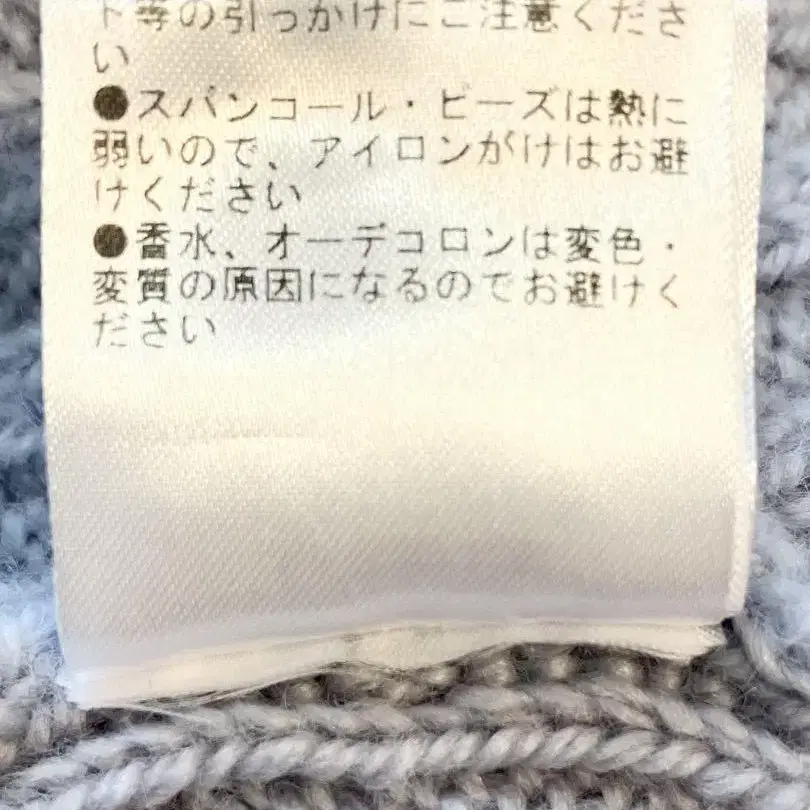 ト等の引っかけにご注意くださ
い
●スパンコール・ビーズは熱に
弱いので、アイロンがけはお避
けください
●香水、オーデコロンは変色・
変質の原因になるのでお避けく
ださい